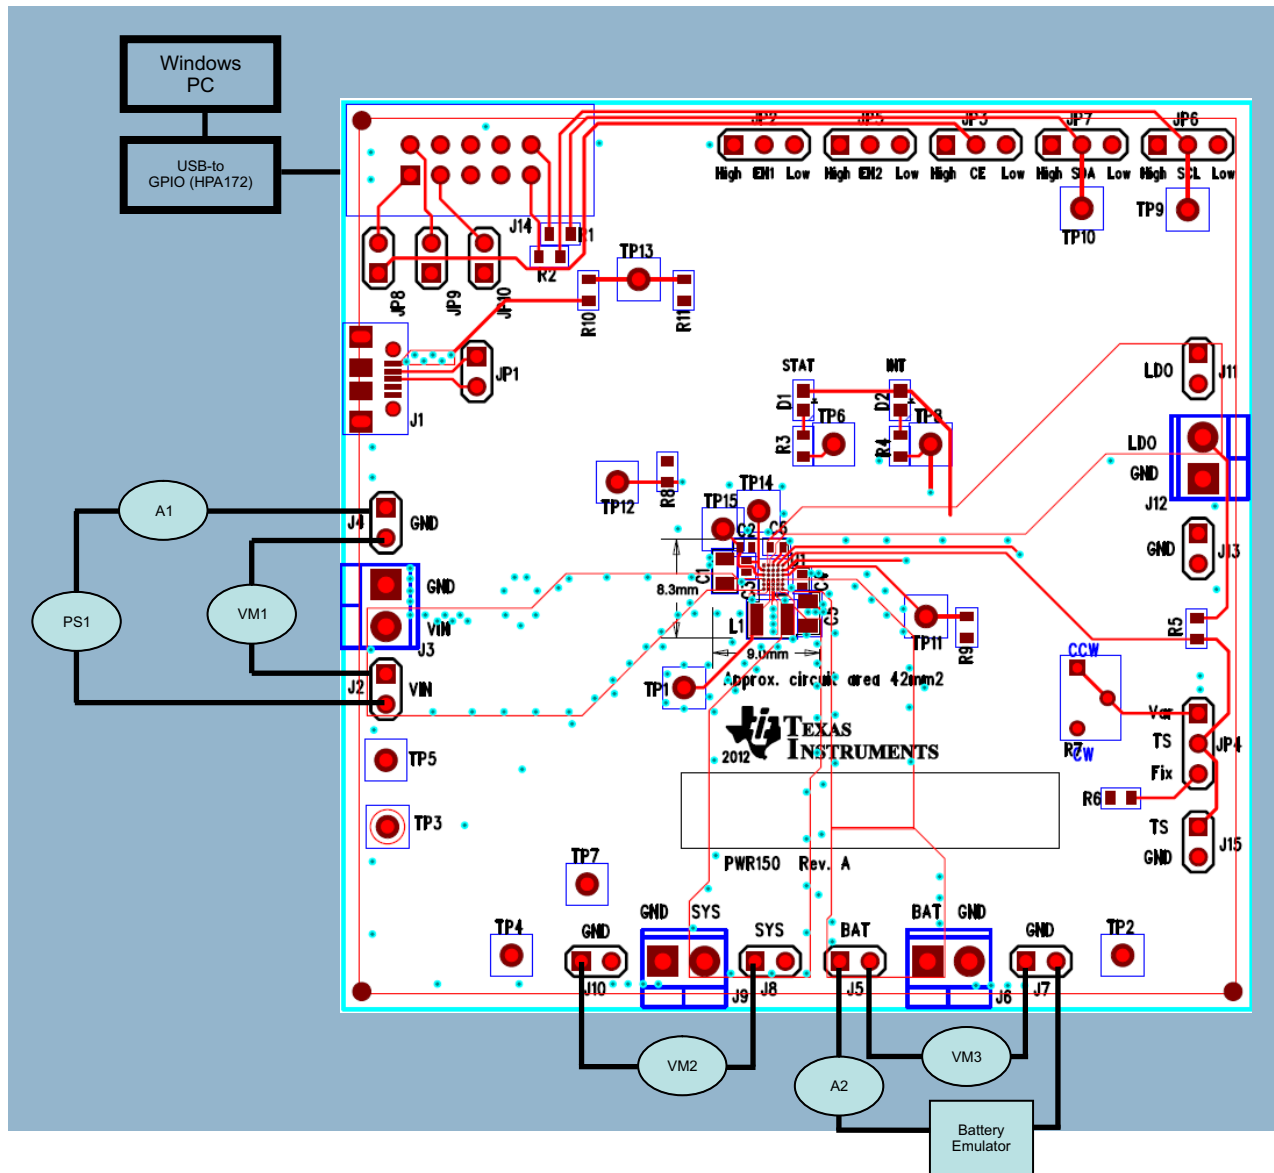 Windows
PC
USB-to
GPIO (HPA172)
JP2
JP5
JP3
JP7
JP6
High EN1 Low
High EN2 Low
High CE Low
High SDA Low
High SCL Low
TP10
TP9
J14
R1
R2
TP13
JP8
JP9
JP10
R10
R11
JP1
J1
STAT
INT
D1
D2
TP6
TP8
R3
R4
LDO
J11
LDO
GND
J12
TP12
R8
TP14
TP15
A1
J4
GND
C2
C6
GND
J13
C1
8.3mm
U1
C4
C3
C5
PS1
VM1
GND
VIN
J3
L1
9.0mm
TP11
R9
R5
CCW
J2
VIN
TP1
Approx. circuit area 42mm2
2012
TEXAS
INSTRUMENTS
R7
CW
Var
TS
Fix
JP4
TP5
R6
TP3
TS
GND
J15
PWR150 Rev. A
TP7
TP4
GND
GND
SYS
SYS
BAT
BAT
GND
GND
TP2
J10
J9
J8
J5
J6
J7
VM2
VM3
A2
Battery
Emulator